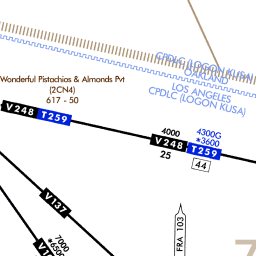 CPDLC (LOGON KUSA)
OAKLAND
LOS ANGELES
CPDLC (LOGON KUSA)
Wonderful Pistachios & Almonds Pvt
(2CN4)
617 - 50
V248 T259
4000
V248
25
4300G
*3600
T259
44
V137
7000
*6500
FRA 103